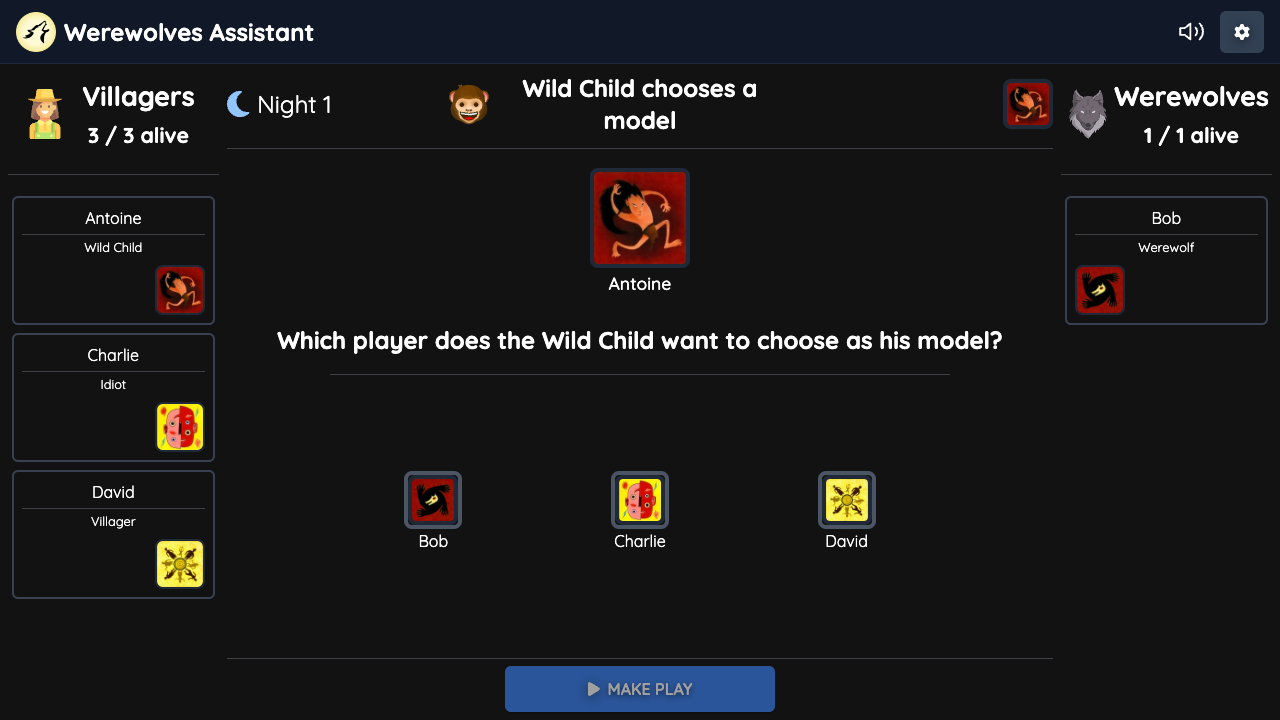 Werewolves Assistant
Villagers
3 / 3 alive
Antoine
Wild Child
Charlie
Idiot
David
Villager
Night 1
Wild Child chooses a
model
Antoine
Which player does the Wild Child want to choose as his model?
Bob
Charlie
David
MAKE PLAY
Werewolves
1 / 1 alive
Bob
Werewolf